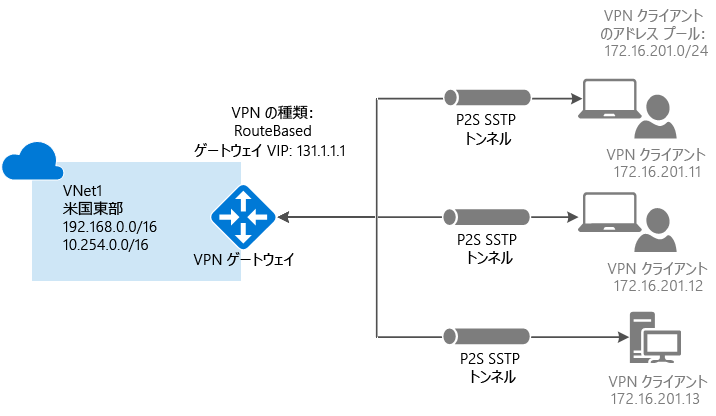 VPN クライアント
のアドレス プール:
172.16.201.0/24
VPN の種類:
RouteBased
ゲートウェイ VIP: 131.1.1.1
P2S SSTP
トンネル
VPN クライアント
172.16.201.11
VNet1
米国東部
192.168.0.0/16
10.254.0.0/16
VPN ゲートウェイ
P2S SSTP
トンネル
VPN クライアント
172.16.201.12
P2S SSTP
トンネル
VPN クライアント
172.16.201.13